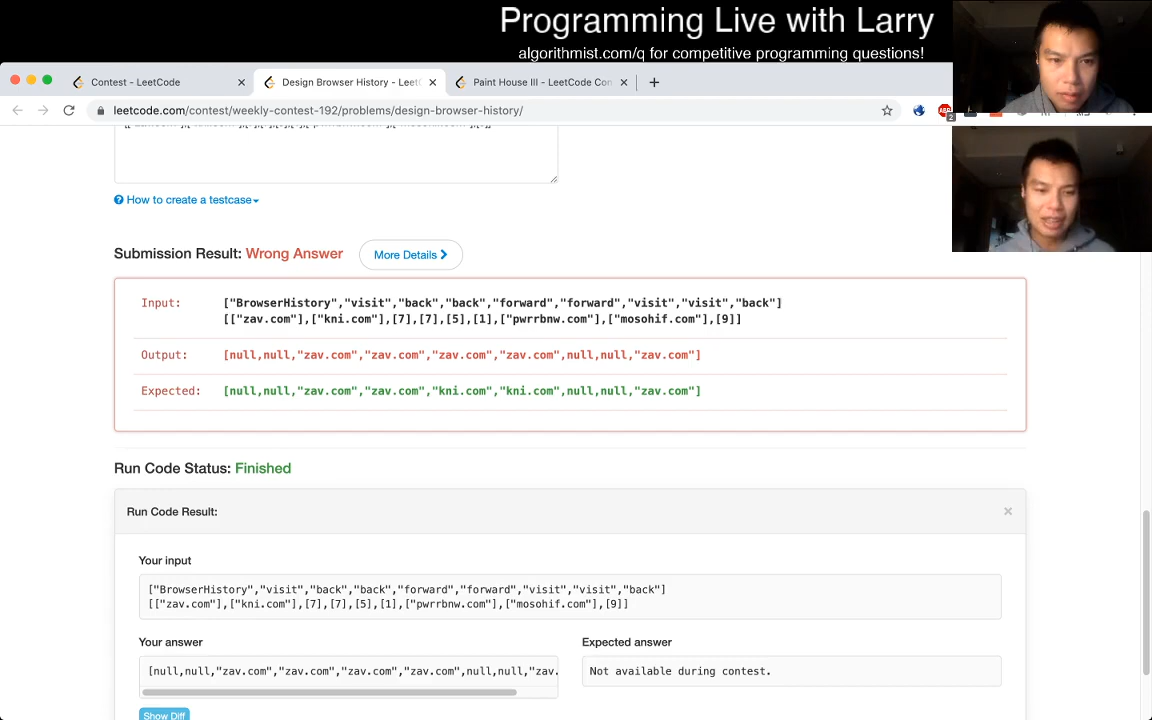 Programming Live with Larry
algorithmist.com/q for competitive programming questions!
Contest - LeetCode
Design Browser History - Leet
Paint House III - LeetCode Con
leetcode.com/contest/weekly-contest-192/problems/design-browser-history/
How to create a testcase
Submission Result: Wrong Answer
More Details
Input:
["BrowserHistory","visit","back","back","forward","forward","visit","visit","back"]
[["zav.com"],["kni.com"],[7],[7],[5],[1],["pwrrbnw.com"],["mosohif.com"],[9]]
Output:
[null,null,"zav.com","zav.com","zav.com","zav.com",null,null,"zav.com"]
Expected:
[null,null,"zav.com","zav.com","kni.com","kni.com",null,null,"zav.com"]
Run Code Status: Finished
Run Code Result:
Your input
["BrowserHistory","visit","back","back","forward","forward","visit","visit","back"]
[["zav.com"],["kni.com"],[7],[7],[5],[1],["pwrrbnw.com"],["mosohif.com"],[9]]
Your answer
[null,null,"zav.com","zav.com","zav.com","zav.com",null,null,"zav.
Expected answer
Not available during contest.
Show Diff